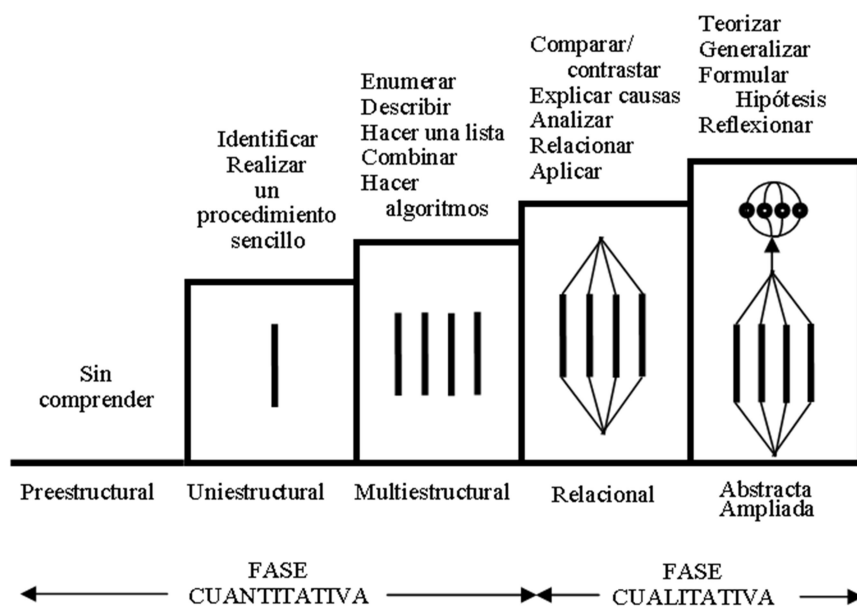 Sin
comprender
Identificar
Realizar
un
procedimiento
sencillo
Enumerar
Describir
Hacer una lista
Combinar
Hacer
algoritmos
Comparar/
contrastar
Explicar causas
Analizar
Relacionar
Aplicar
Teorizar
Generalizar
Formular
Hipótesis
Reflexionar
Preestructural
Uniestructural
Multiestructural
Relacional
Abstracta
Ampliada
FASE
CUANTITATIVA
FASE
CUALITATIVA